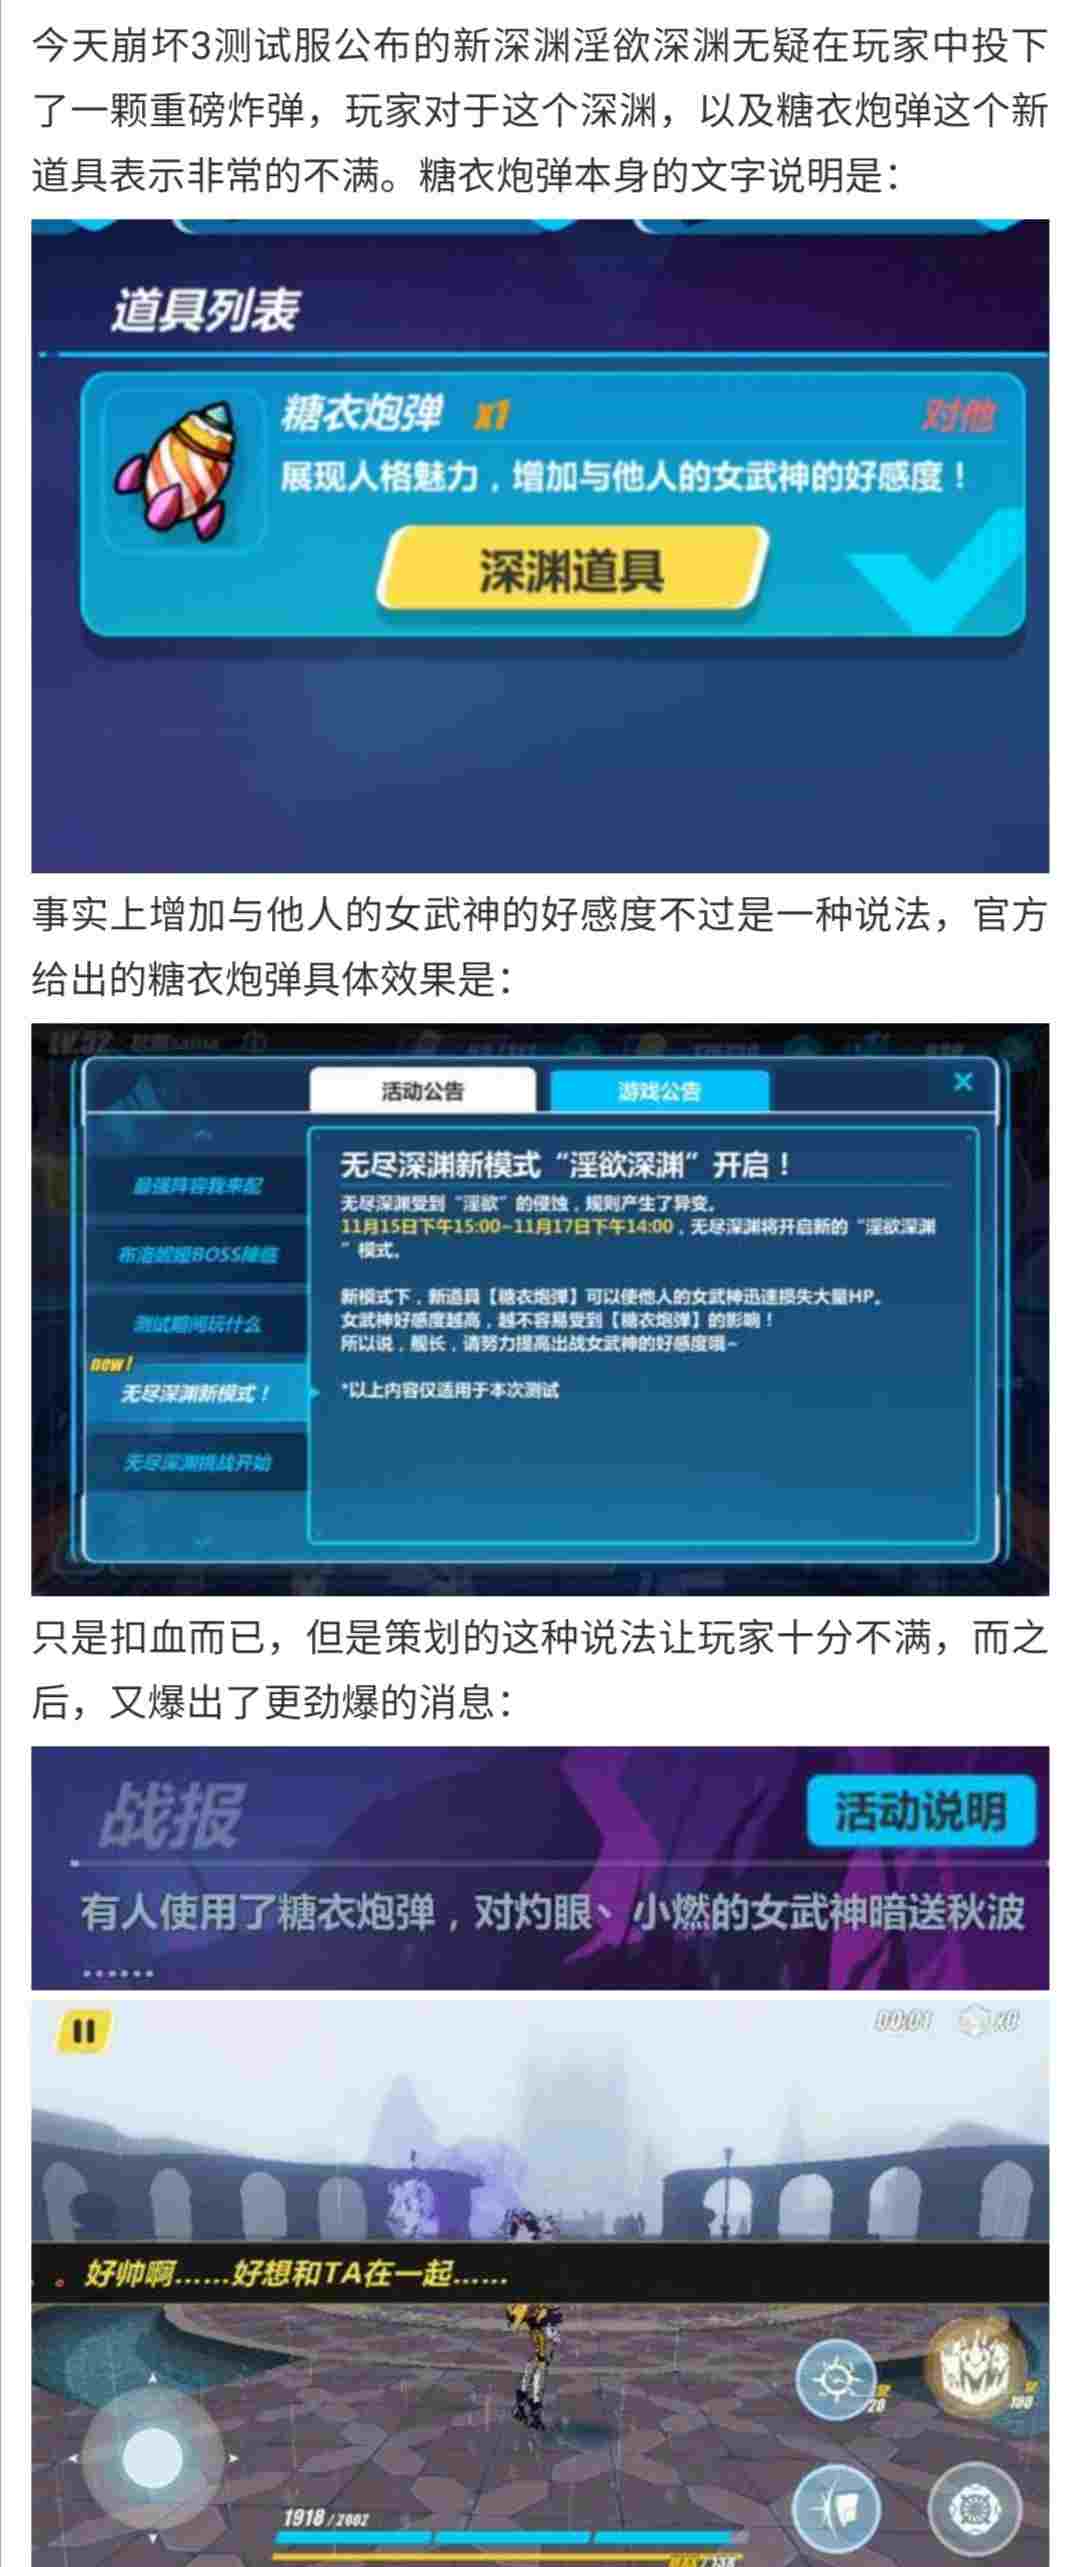 今天崩坏3测试服公布的新深渊淫欲深渊无疑在玩家中投下
了一颗重磅炸弹，玩家对于这个深渊，以及糖衣炮弹这个新
道具表示非常的不满。糖衣炮弹本身的文字说明是：
道具列表
糖衣炮弹 x1
对他
展现人格魅力，增加与他人的女武神的好感度！
深渊道具
事实上增加与他人的女武神的好感度不过是一种说法，官方
给出的糖衣炮弹具体效果是：
活动公告
游戏公告
最强阵容我来配
布洛妮娅BOSS降临
测试期间玩什么
new!
无尽深渊新模式！
无尽深渊挑战开始
无尽深渊新模式“淫欲深渊”开启！
无尽深渊受到“淫欲”的侵蚀，规则产生了异变。
11月15日下午15:00~11月17日下午14:00，无尽深渊将开启新的“淫欲深渊
”模式。
新模式下，新道具【糖衣炮弹】可以使他人的女武神迅速损失大量HP。
女武神好感度越高，越不容易受到【糖衣炮弹】的影响！
所以说，舰长，请努力提高出战女武神的好感度哦~
*以上内容仅适用于本次测试
只是扣血而已，但是策划的这种说法让玩家十分不满，而之
后，又爆出了更劲爆的消息：
战报
活动说明
有人使用了糖衣炮弹，对灼眼、小燃的女武神暗送秋波
……
00:01
x0
。好帅啊……好想和TA在一起……
20
100
1918/2002